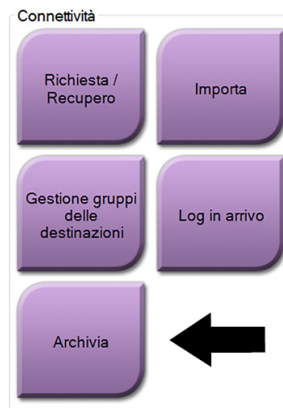 Connettività
Richiesta /
Recupero
Importa
Gestione gruppi
delle
destinazioni
Log in arrivo
Archivia